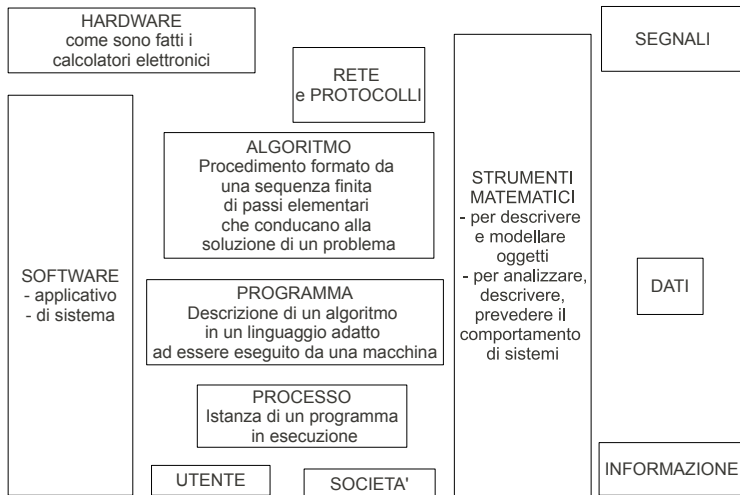 HARDWARE
come sono fatti i
calcolatori elettronici
SEGNALI
RETE
e PROTOCOLLI
ALGORITMO
Procedimento formato da
una sequenza finita
di passi elementari
che conducano alla
soluzione di un problema
STRUMENTI
MATEMATICI
- per descrivere
e modellare
oggetti
- per analizzare,
descrivere,
prevedere il
comportamento
di sistemi
SOFTWARE
- applicativo
- di sistema
PROGRAMMA
Descrizione di un algoritmo
in un linguaggio adatto
ad essere eseguito da una macchina
DATI
PROCESSO
Istanza di un programma
in esecuzione
UTENTE
SOCIETA'
INFORMAZIONE